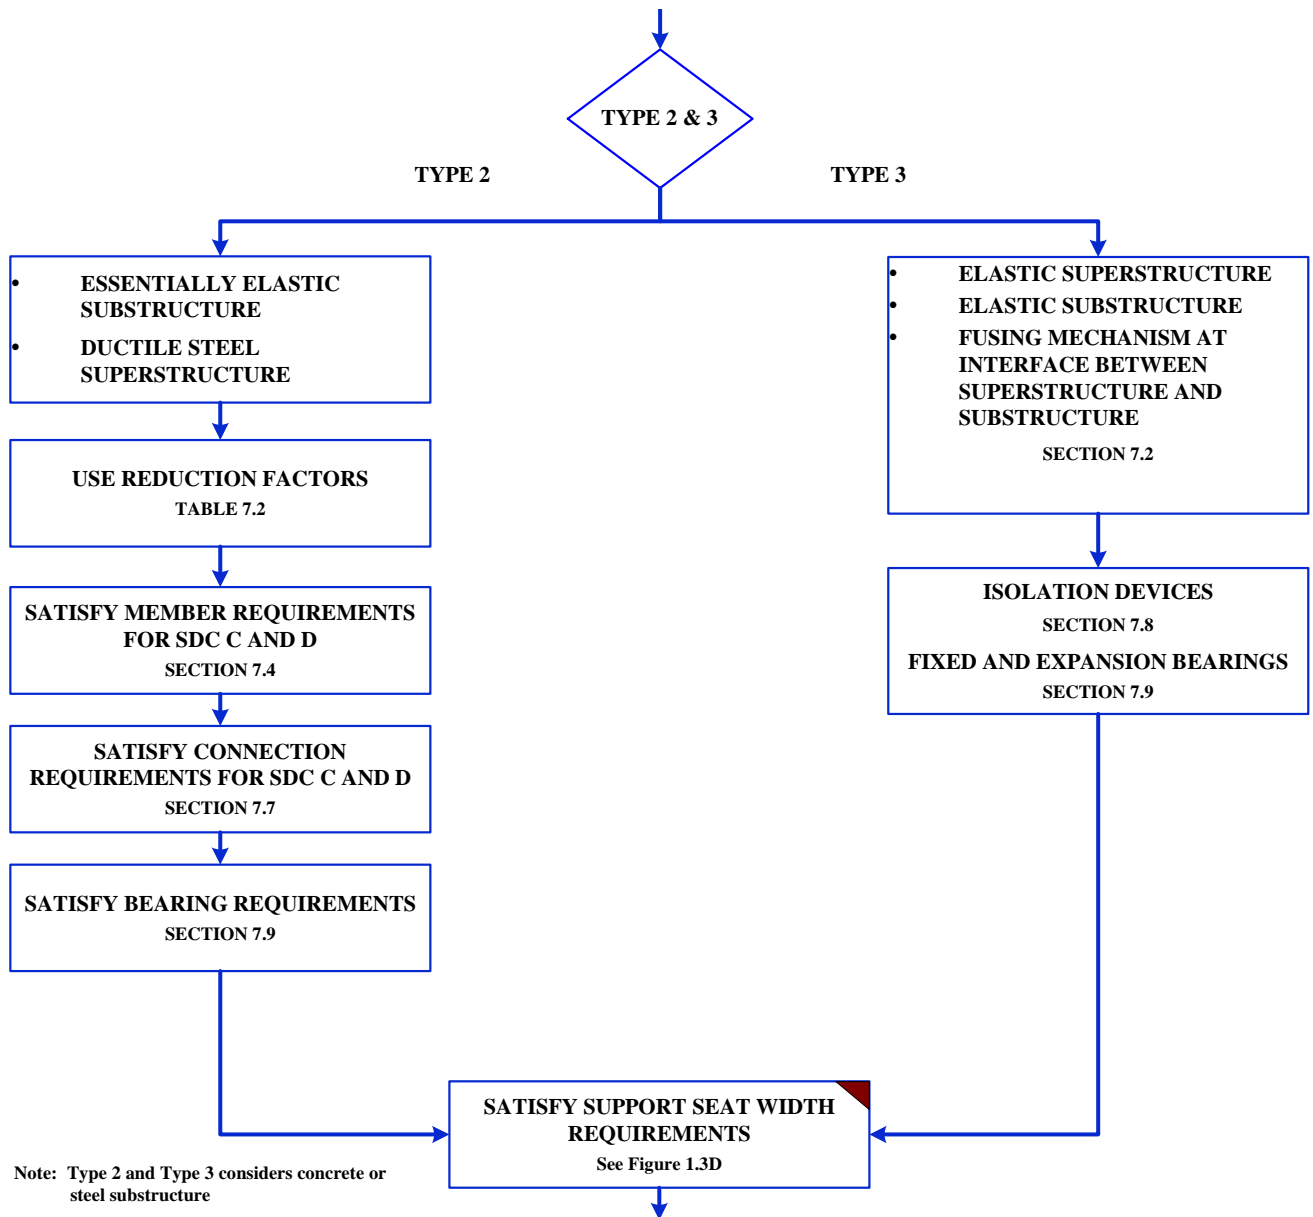 TYPE 2 & 3
TYPE 2
TYPE 3
• ESSENTIALLY ELASTIC
SUBSTRUCTURE
• DUCTILE STEEL
SUPERSTRUCTURE
USE REDUCTION FACTORS
TABLE 7.2
SATISFY MEMBER REQUIREMENTS
FOR SDC C AND D
SECTION 7.4
SATISFY CONNECTION
REQUIREMENTS FOR SDC C AND D
SECTION 7.7
SATISFY BEARING REQUIREMENTS
SECTION 7.9
• ELASTIC SUPERSTRUCTURE
• ELASTIC SUBSTRUCTURE
• FUSING MECHANISM AT
INTERFACE BETWEEN
SUPERSTRUCTURE AND
SUBSTRUCTURE
SECTION 7.2
ISOLATION DEVICES
SECTION 7.8
FIXED AND EXPANSION BEARINGS
SECTION 7.9
SATISFY SUPPORT SEAT WIDTH
REQUIREMENTS
See Figure 1.3D
Note: Type 2 and Type 3 considers concrete or
steel substructure